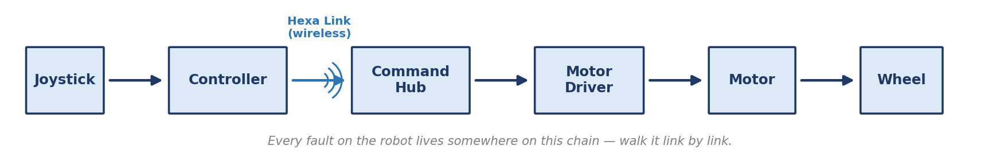 Hexa Link
(wireless)
Joystick
Controller
Command
Hub
Motor
Driver
Motor
Wheel
Every fault on the robot lives somewhere on this chain — walk it link by link.